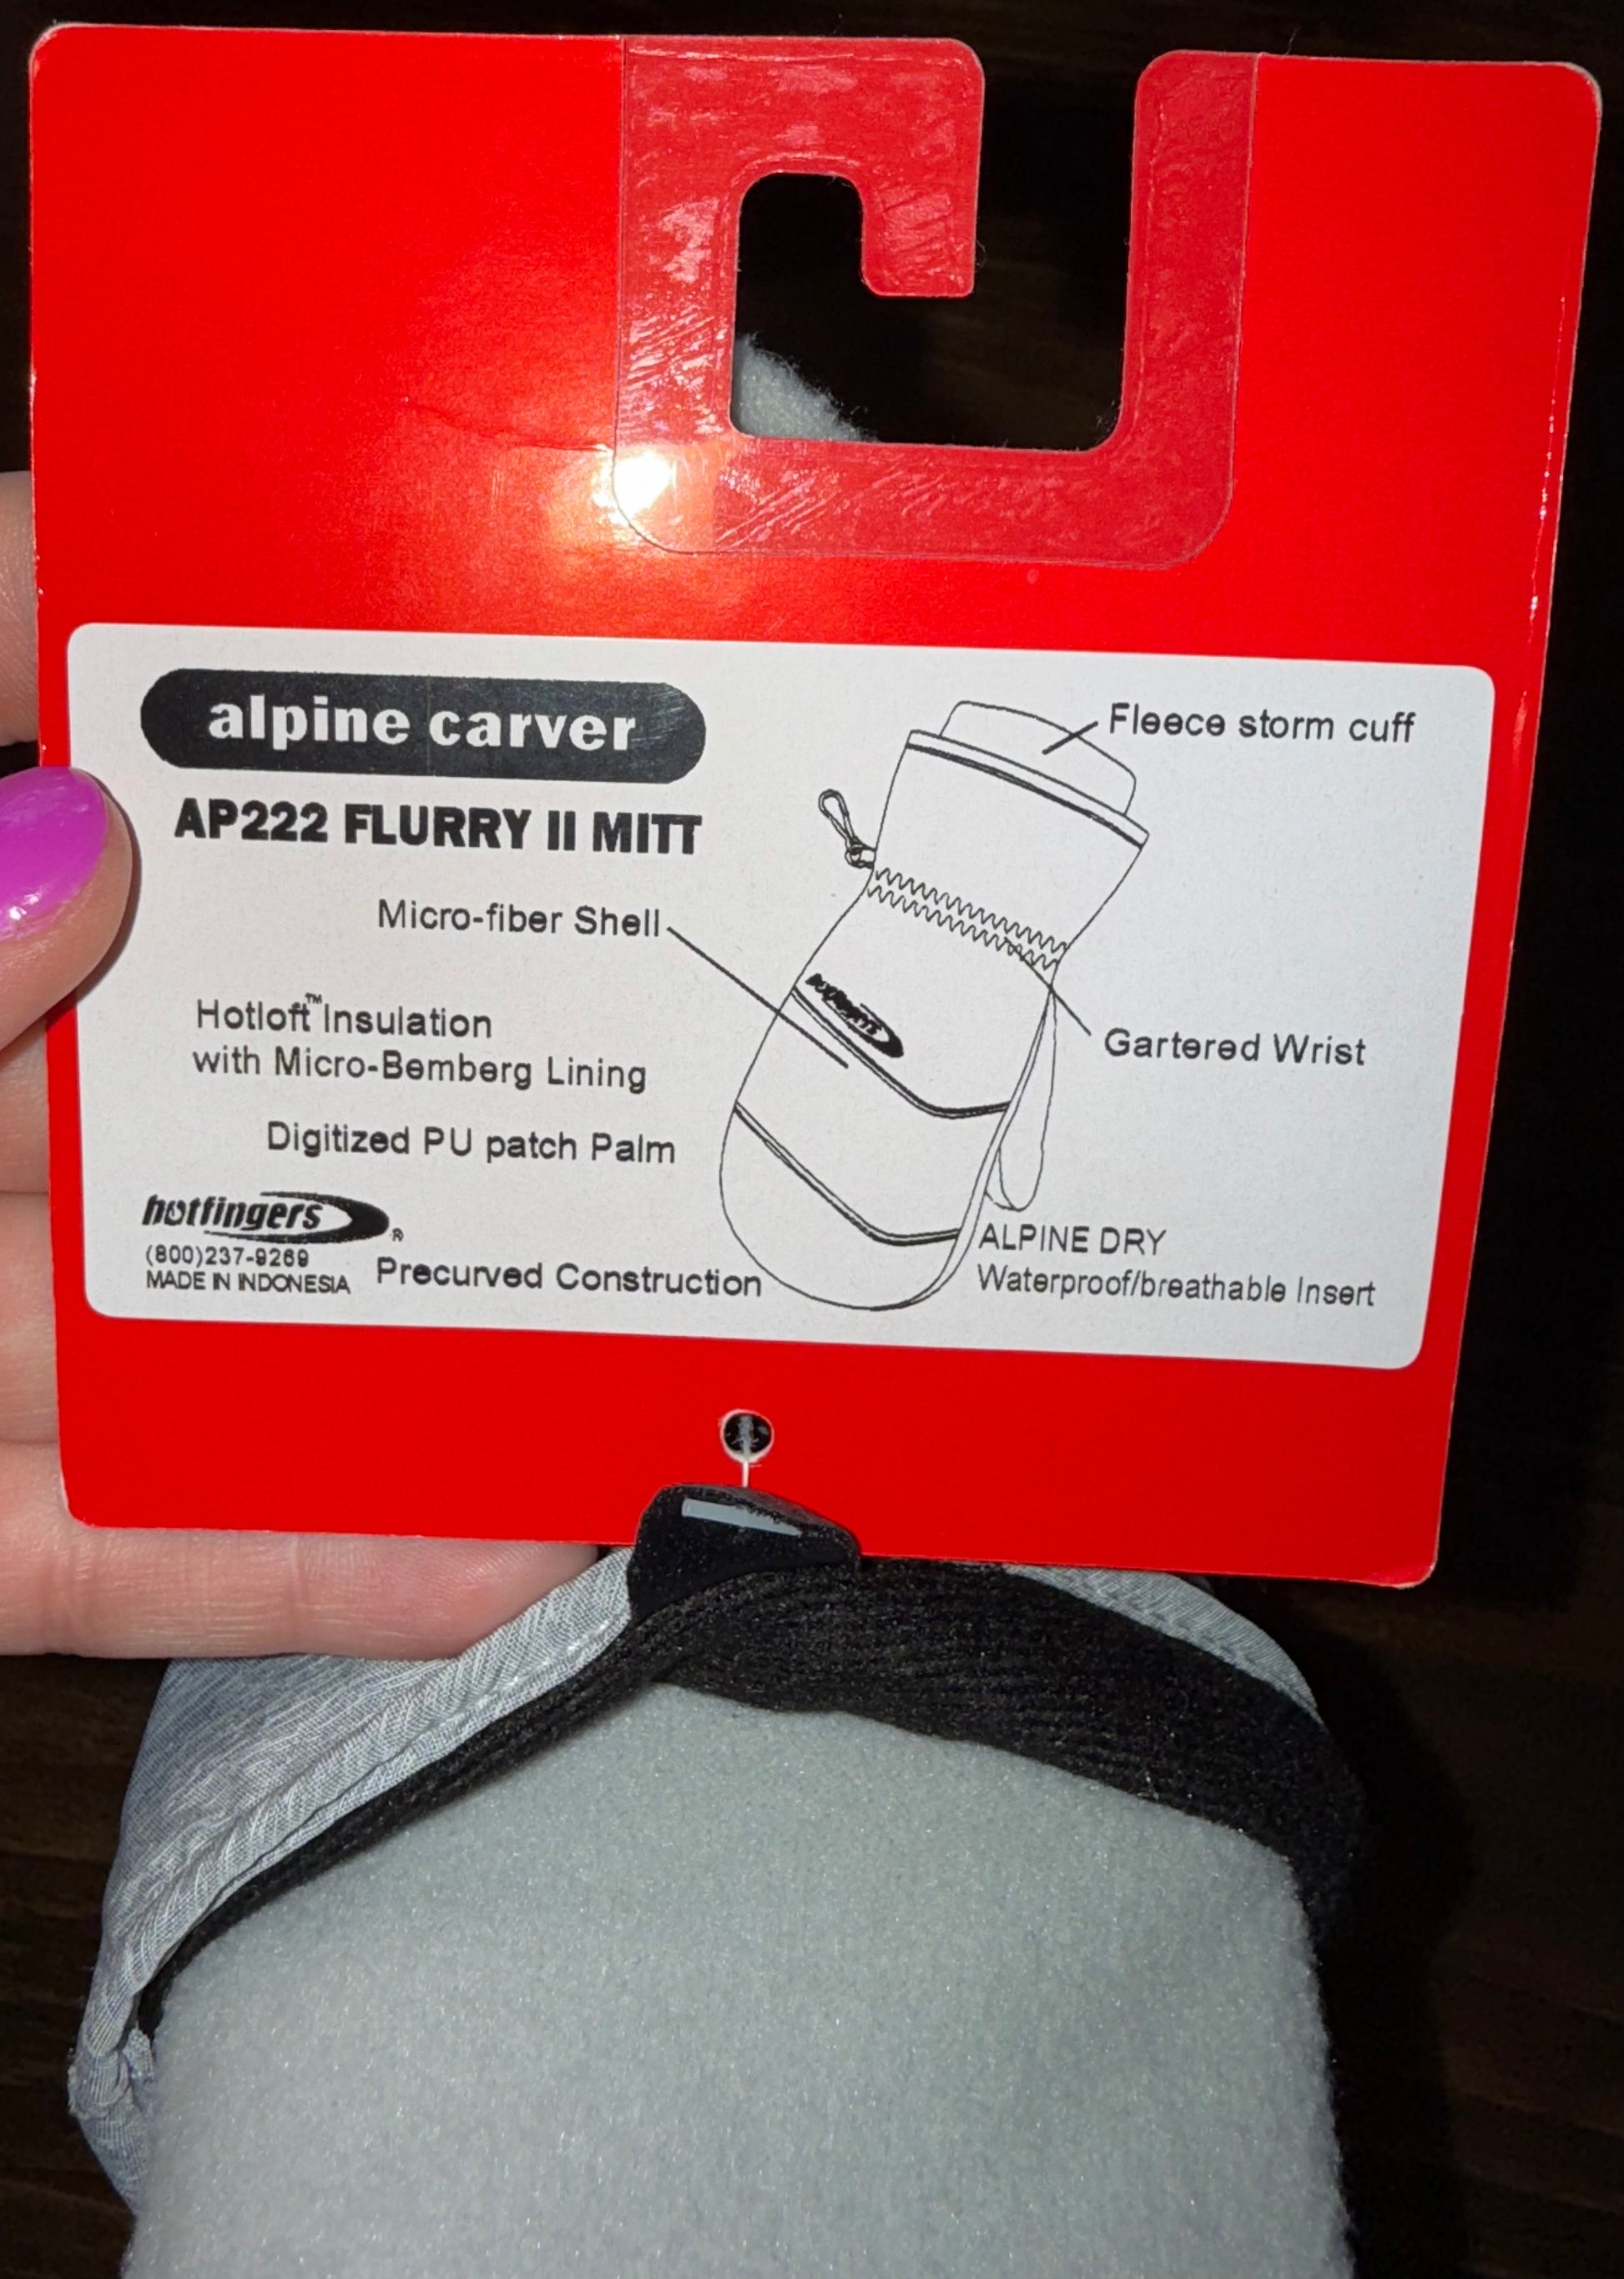 alpine carver
AP222 FLURRY II MITT
Fleece storm cuff
Micro-fiber Shell
Hotloft™ Insulation
with Micro-Bemberg Lining
hotfingers
Gartered Wrist
Digitized PU patch Palm
hotfingers®
(800)237-9269
MADE IN INDONESIA
Precurved Construction
ALPINE DRY
Waterproof/breathable Insert